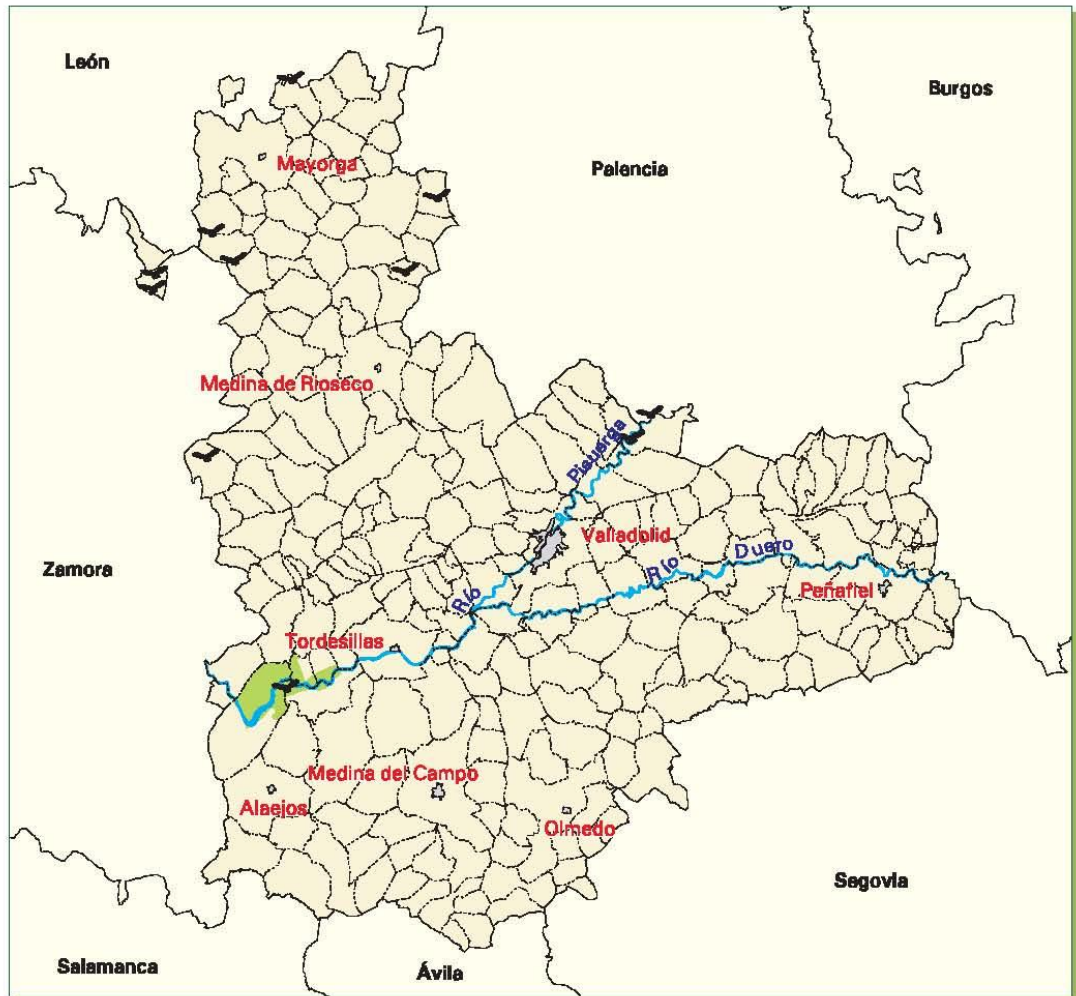 León
Burgos
Mayorga
Palencia
Medina de Rioseco
Pisuerga
Valladolid
Duero
Río
Zamora
Río
Peñafiel
Tordesillas
Medina del Campo
Alaejos
Olmedo
Segovia
Salamanca
Ávila